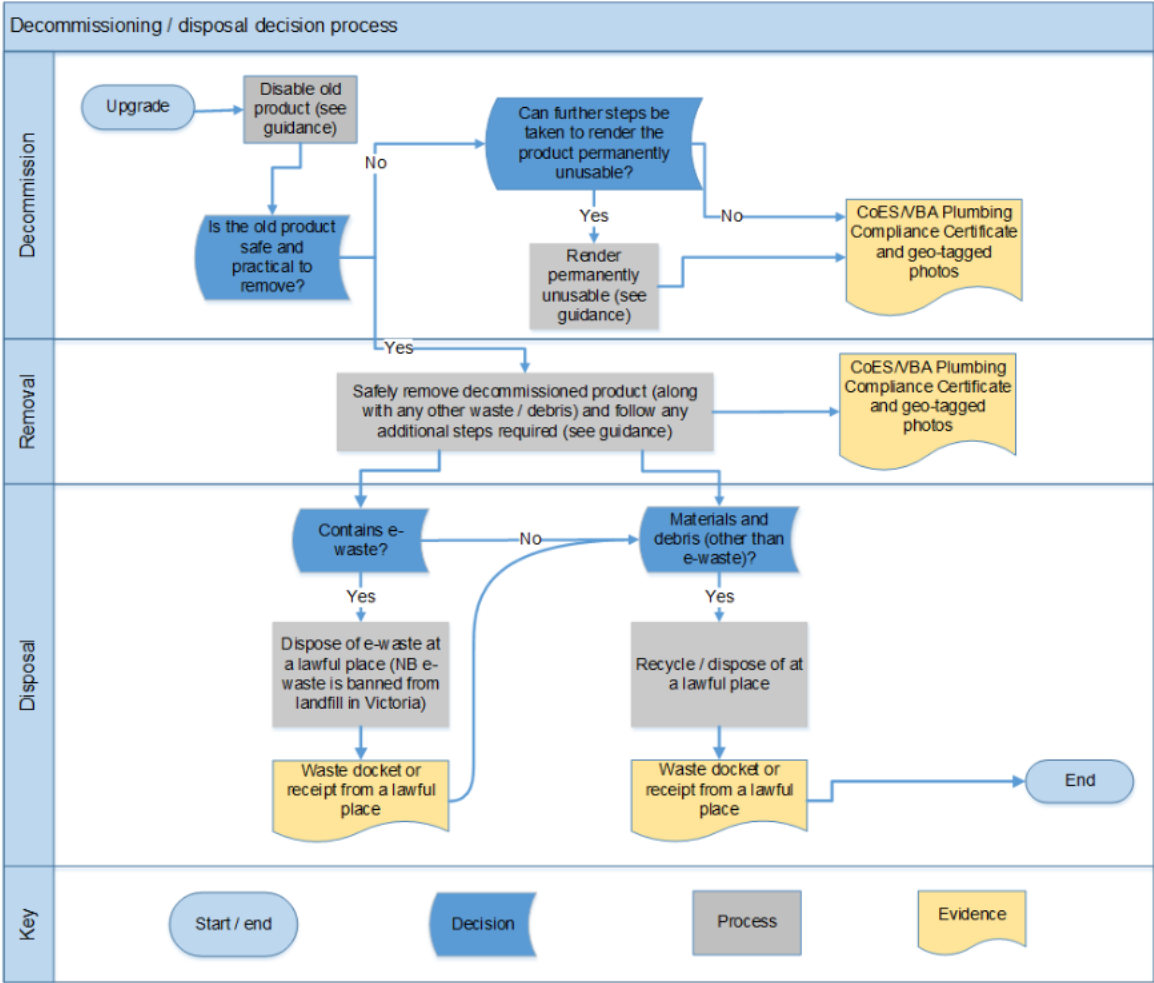 Decommissioning / disposal decision process
Decommission
Upgrade
Disable old
product (see
guidance)
Is the old product
safe and
practical to
remove?
No
Can further steps be
taken to render the
product permanently
unusable?
Yes
No
Render
permanently
unusable (see
guidance)
CoES/VBA Plumbing
Compliance Certificate
and geo-tagged
photos
Removal
Yes
Safely remove decommissioned product (along
with any other waste / debris) and follow any
additional steps required (see guidance)
CoES/VBA Plumbing
Compliance Certificate
and geo-tagged
photos
Disposal
Contains e-
waste?
No
Materials and
debris (other than
e-waste)?
Yes
Yes
Dispose of e-waste at
a lawful place (NB e-
waste is banned from
landfill in Victoria)
Recycle / dispose of at
a lawful place
Waste docket or
receipt from a lawful
place
Waste docket or
receipt from a lawful
place
End
Key
Start / end
Decision
Process
Evidence